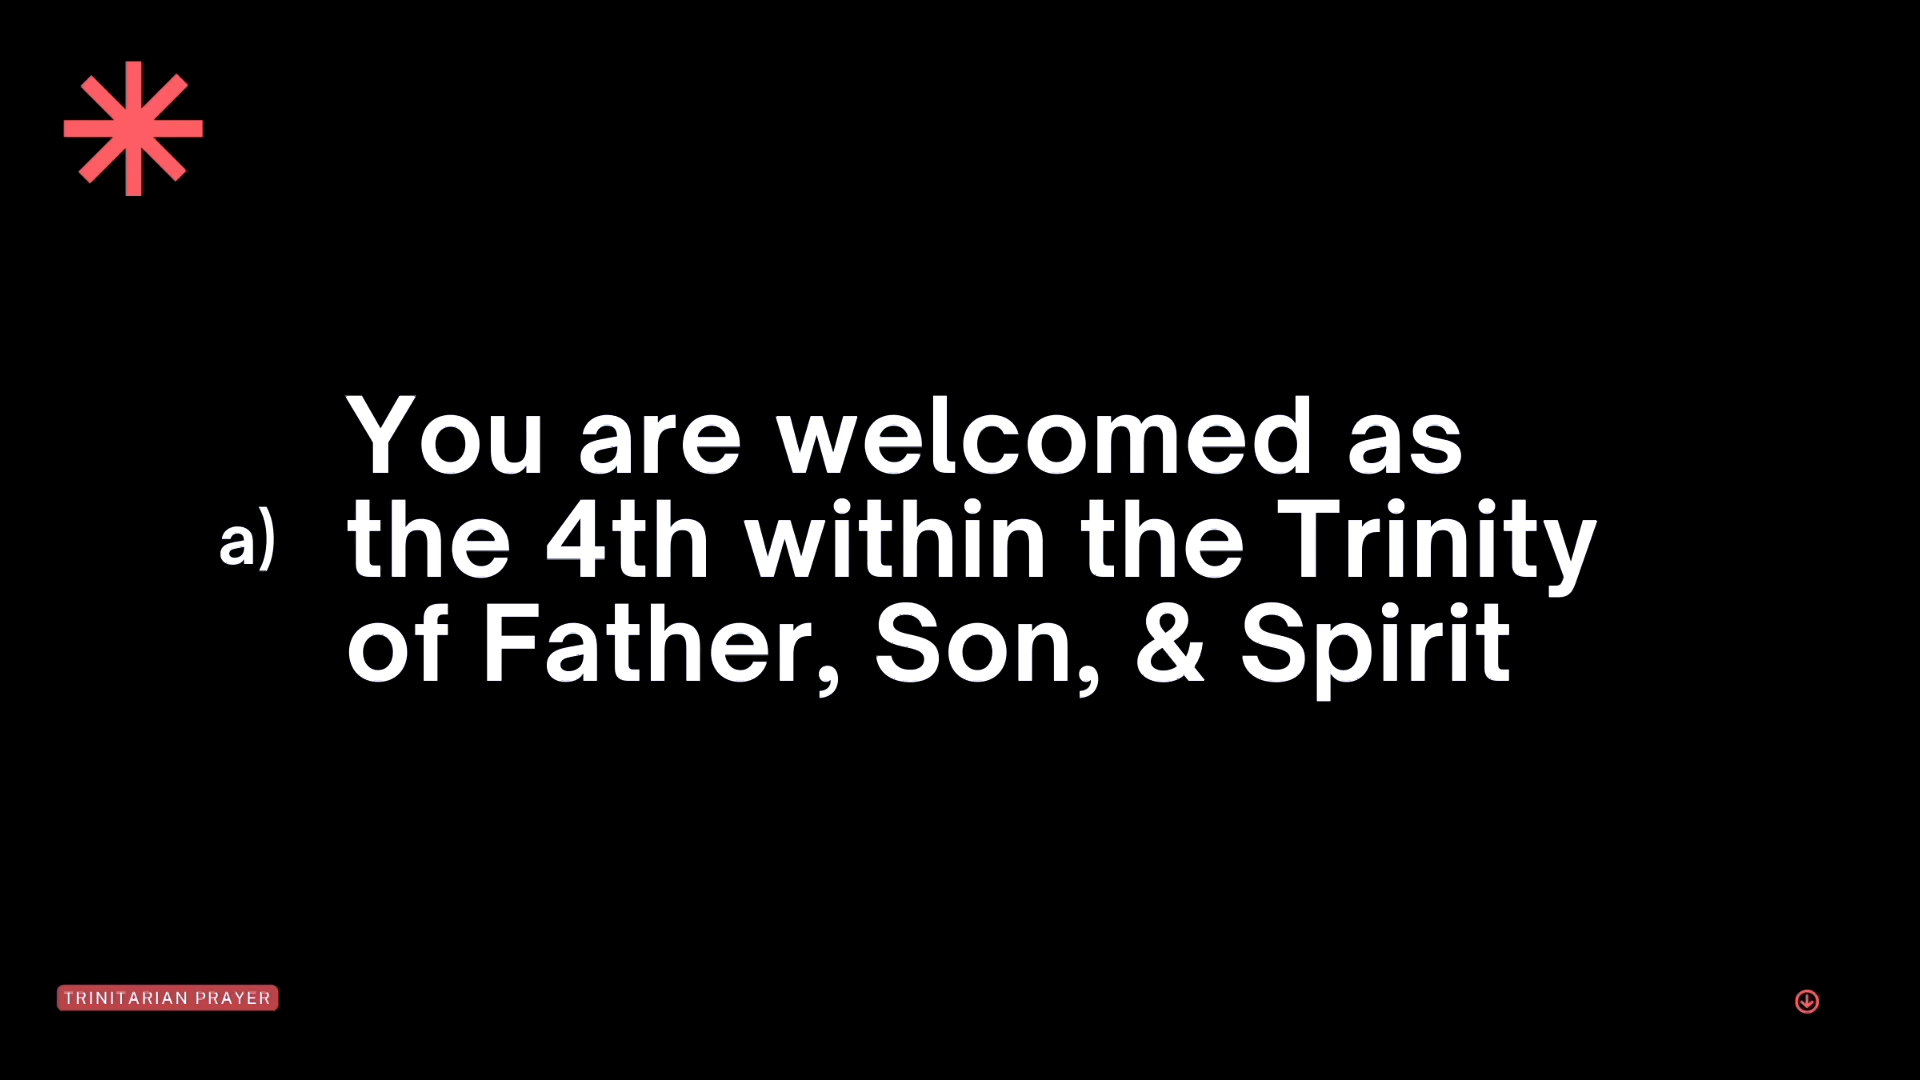 You are welcomed as
a) the 4th within the Trinity
of Father, Son, & Spirit
TRINITARIAN PRAYER